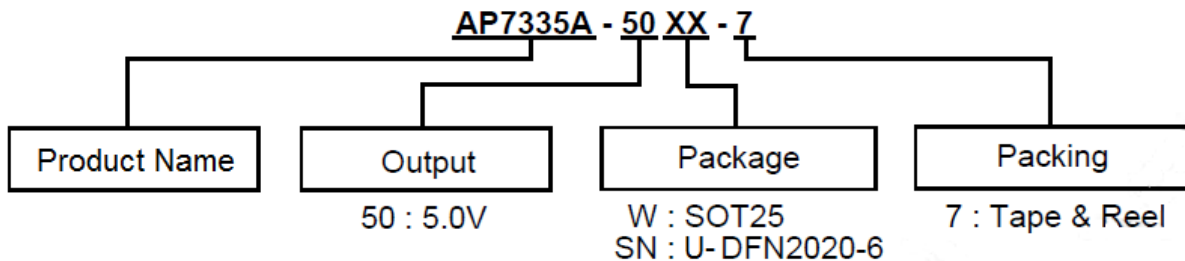 AP7335A - 50 XX - 7
Product Name
Output
Package
Packing
50 : 5.0V
W : SOT25
SN : U-DFN2020-6
7 : Tape & Reel